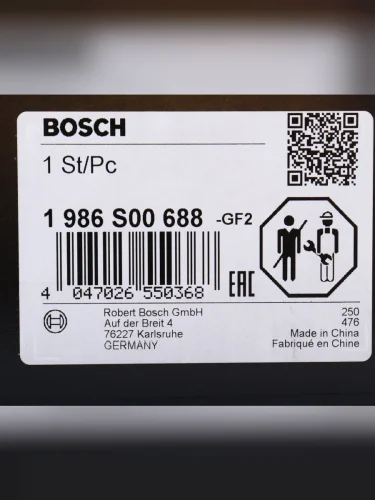 BOSCH
1 St/Pc
1 986 S00 688 -GF2
4 047026 550368
EAC
Robert Bosch GmbH
Auf der Breit 4
76227 Karlsruhe
GERMANY
250
476
Made in China
Fabriqué en Chine